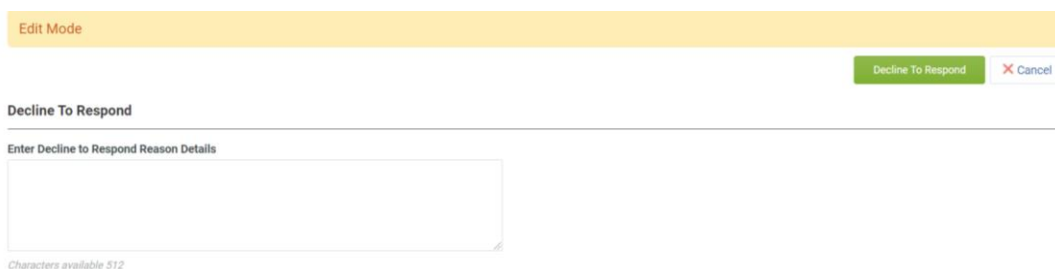 Edit Mode
Decline To Respond Cancel
Decline To Respond
Enter Decline to Respond Reason Details
Characters available 512